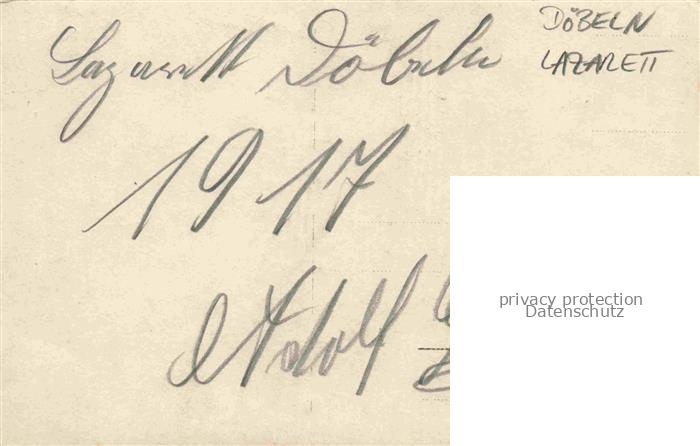 Lazarett Döbeln
DÖBELN
LAZARETT
1917
Adolf
privacy protection
Datenschutz